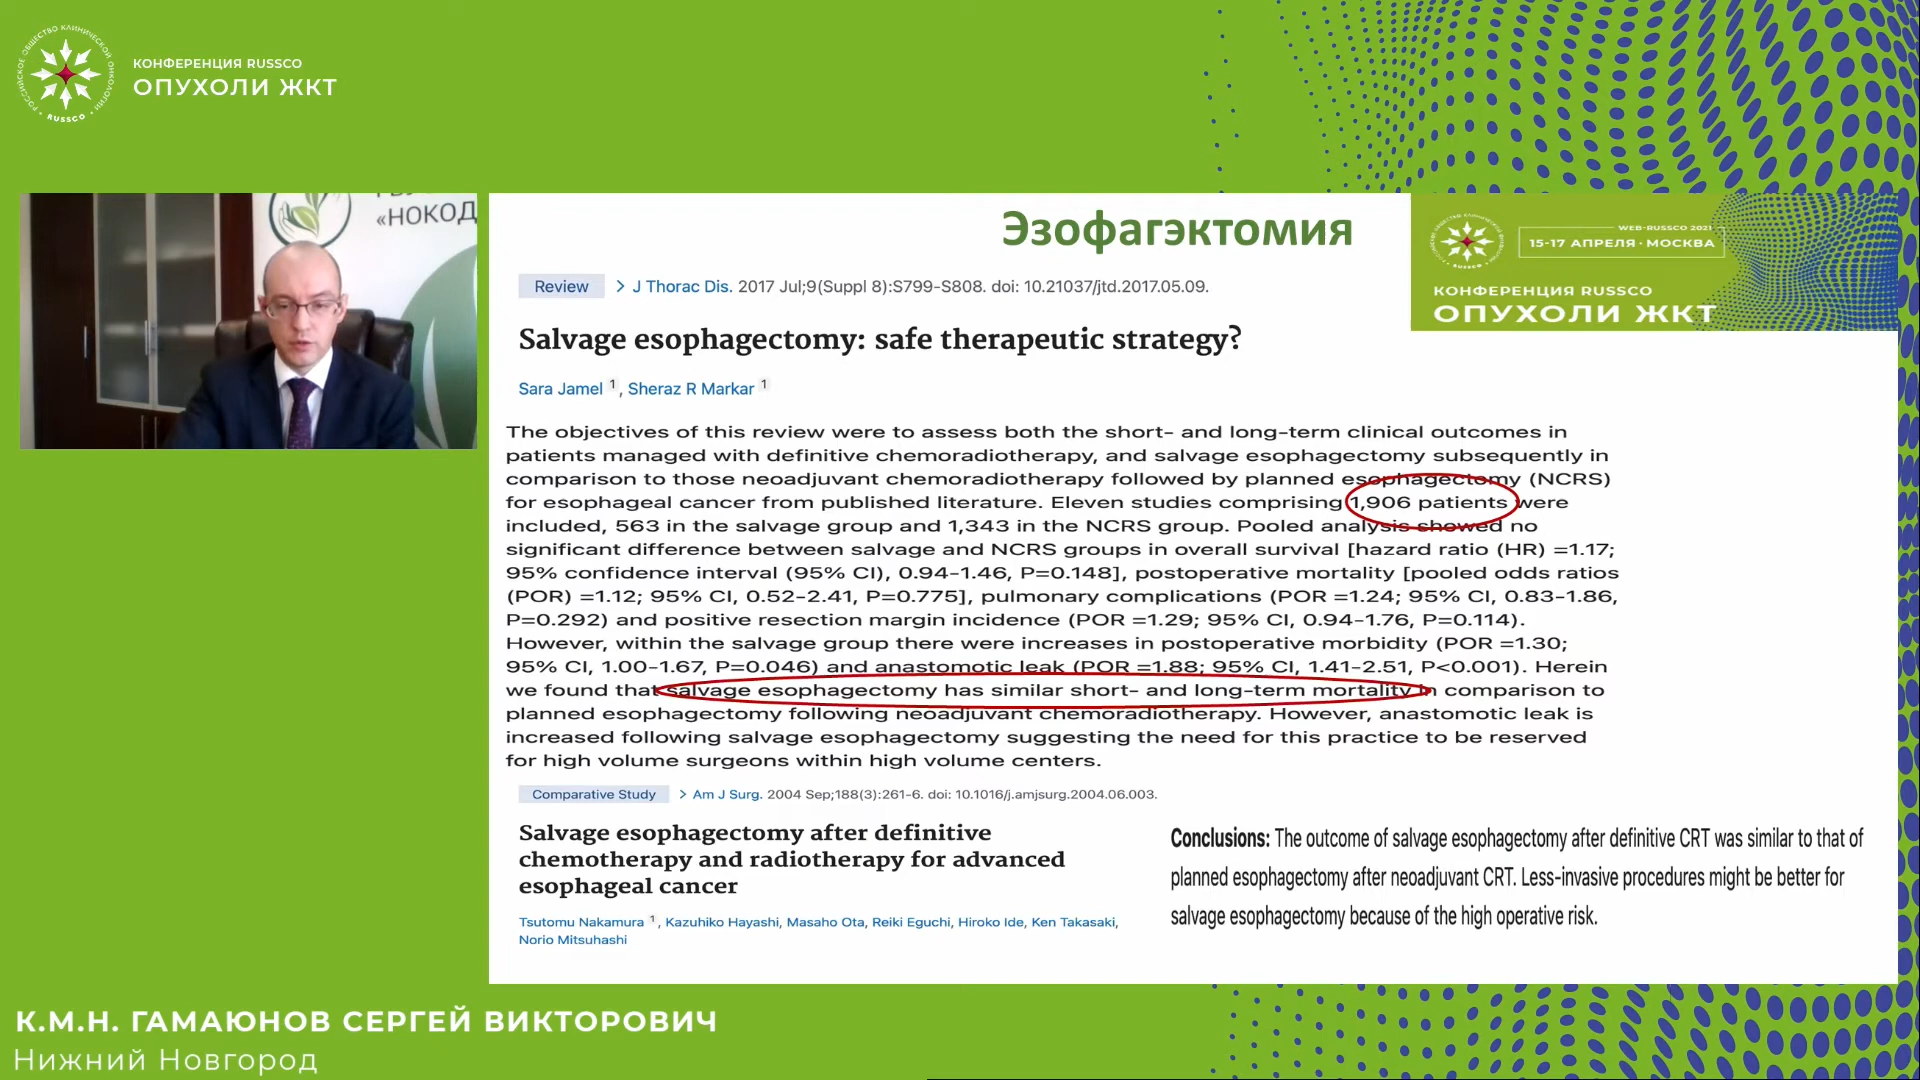 РОССИЙСКОЕ ОБЩЕСТВО КЛИНИЧЕСКОЙ ОНКОЛОГИИ
• RUSSCO •
КОНФЕРЕНЦИЯ RUSSCO
ОПУХОЛИ ЖКТ
«НОКОД
Эзофагэктомия
WEB-RUSSCO 2021
15-17 АПРЕЛЯ • МОСКВА
КОНФЕРЕНЦИЯ RUSSCO
ОПУХОЛИ ЖКТ
Review > J Thorac Dis. 2017 Jul;9(Suppl 8):S799-S808. doi: 10.21037/jtd.2017.05.09.
Salvage esophagectomy: safe therapeutic strategy?
Sara Jamel 1, Sheraz R Markar 1
The objectives of this review were to assess both the short- and long-term clinical outcomes in
patients managed with definitive chemoradiotherapy, and salvage esophagectomy subsequently in
comparison to those neoadjuvant chemoradiotherapy followed by planned esophagectomy (NCRS)
for esophageal cancer from published literature. Eleven studies comprising 1,906 patients were
included, 563 in the salvage group and 1,343 in the NCRS group. Pooled analysis showed no
significant difference between salvage and NCRS groups in overall survival [hazard ratio (HR) =1.17;
95% confidence interval (95% CI), 0.94-1.46, P=0.148], postoperative mortality [pooled odds ratios
(POR) =1.12; 95% CI, 0.52-2.41, P=0.775], pulmonary complications (POR =1.24; 95% CI, 0.83-1.86,
P=0.292) and positive resection margin incidence (POR =1.29; 95% CI, 0.94-1.76, P=0.114).
However, within the salvage group there were increases in postoperative morbidity (POR =1.30;
95% CI, 1.00-1.67, P=0.046) and anastomotic leak (POR =1.88; 95% CI, 1.41-2.51, P<0.001). Herein
we found that salvage esophagectomy has similar short- and long-term mortality in comparison to
planned esophagectomy following neoadjuvant chemoradiotherapy. However, anastomotic leak is
increased following salvage esophagectomy suggesting the need for this practice to be reserved
for high volume surgeons within high volume centers.
Comparative Study > Am J Surg. 2004 Sep;188(3):261-6. doi: 10.1016/j.amjsurg.2004.06.003.
Salvage esophagectomy after definitive
chemotherapy and radiotherapy for advanced
esophageal cancer
Tsutomu Nakamura 1, Kazuhiko Hayashi, Masaho Ota, Reiki Eguchi, Hiroko Ide, Ken Takasaki,
Norio Mitsuhashi
Conclusions: The outcome of salvage esophagectomy after definitive CRT was similar to that of
planned esophagectomy after neoadjuvant CRT. Less-invasive procedures might be better for
salvage esophagectomy because of the high operative risk.
К.М.Н. ГАМАЮНОВ СЕРГЕЙ ВИКТОРОВИЧ
Нижний Новгород